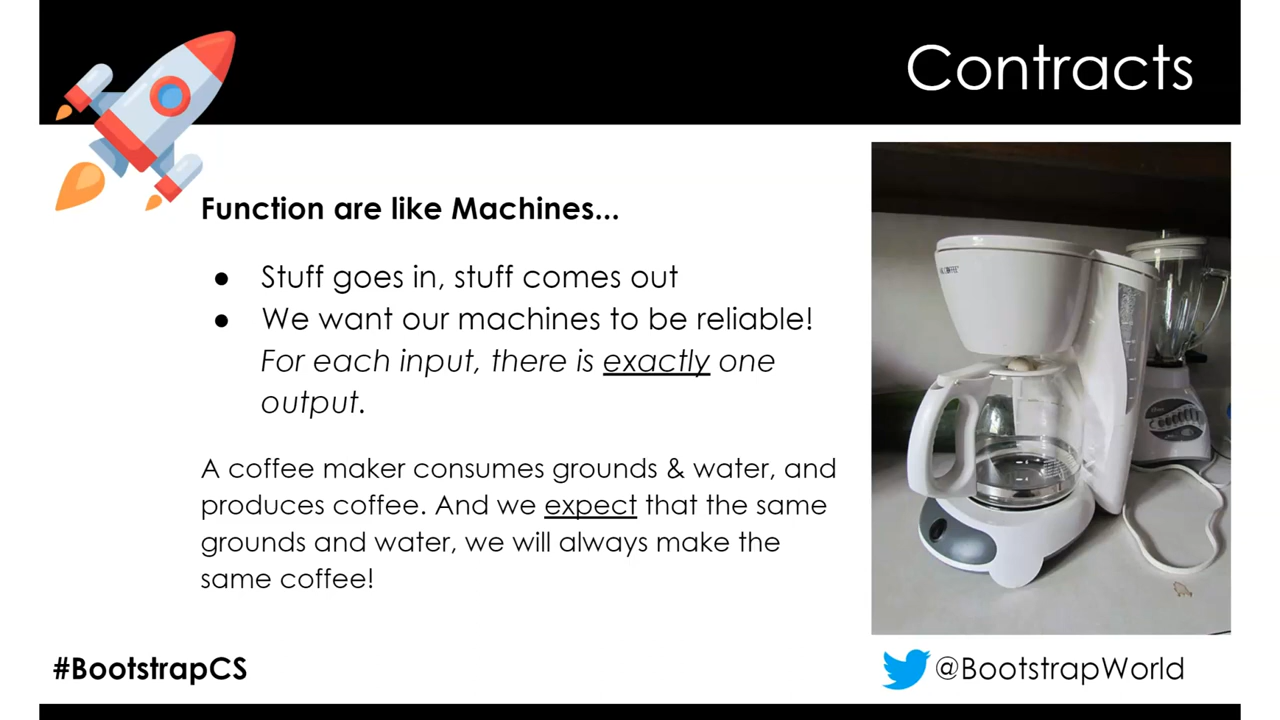 Contracts
Function are like Machines...
● Stuff goes in, stuff comes out
● We want our machines to be reliable!
For each input, there is exactly one
output.
A coffee maker consumes grounds & water, and
produces coffee. And we expect that the same
grounds and water, we will always make the
same coffee!
#BootstrapCS
@BootstrapWorld